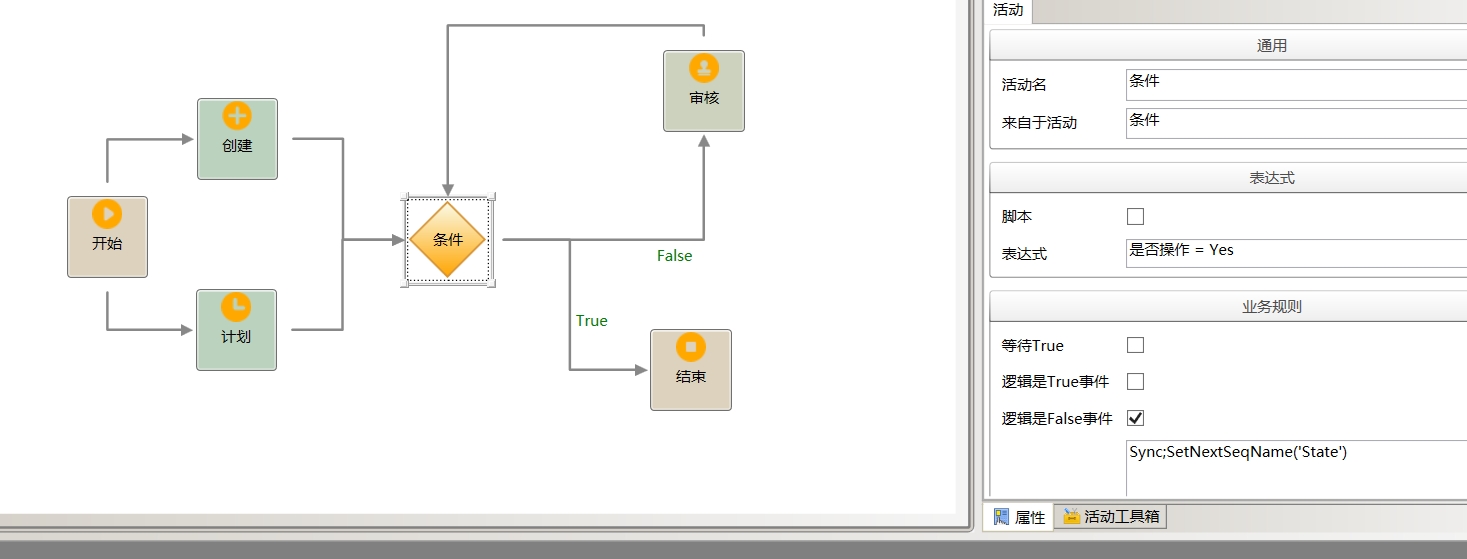 审核
创建
开始
条件
False
计划
True
结束
活动
通用
活动名
条件
来自于活动
条件
表达式
脚本
表达式
是否操作 = Yes
业务规则
等待True
逻辑是True事件
逻辑是False事件
Sync;SetNextSeqName('State')
属性
活动工具箱